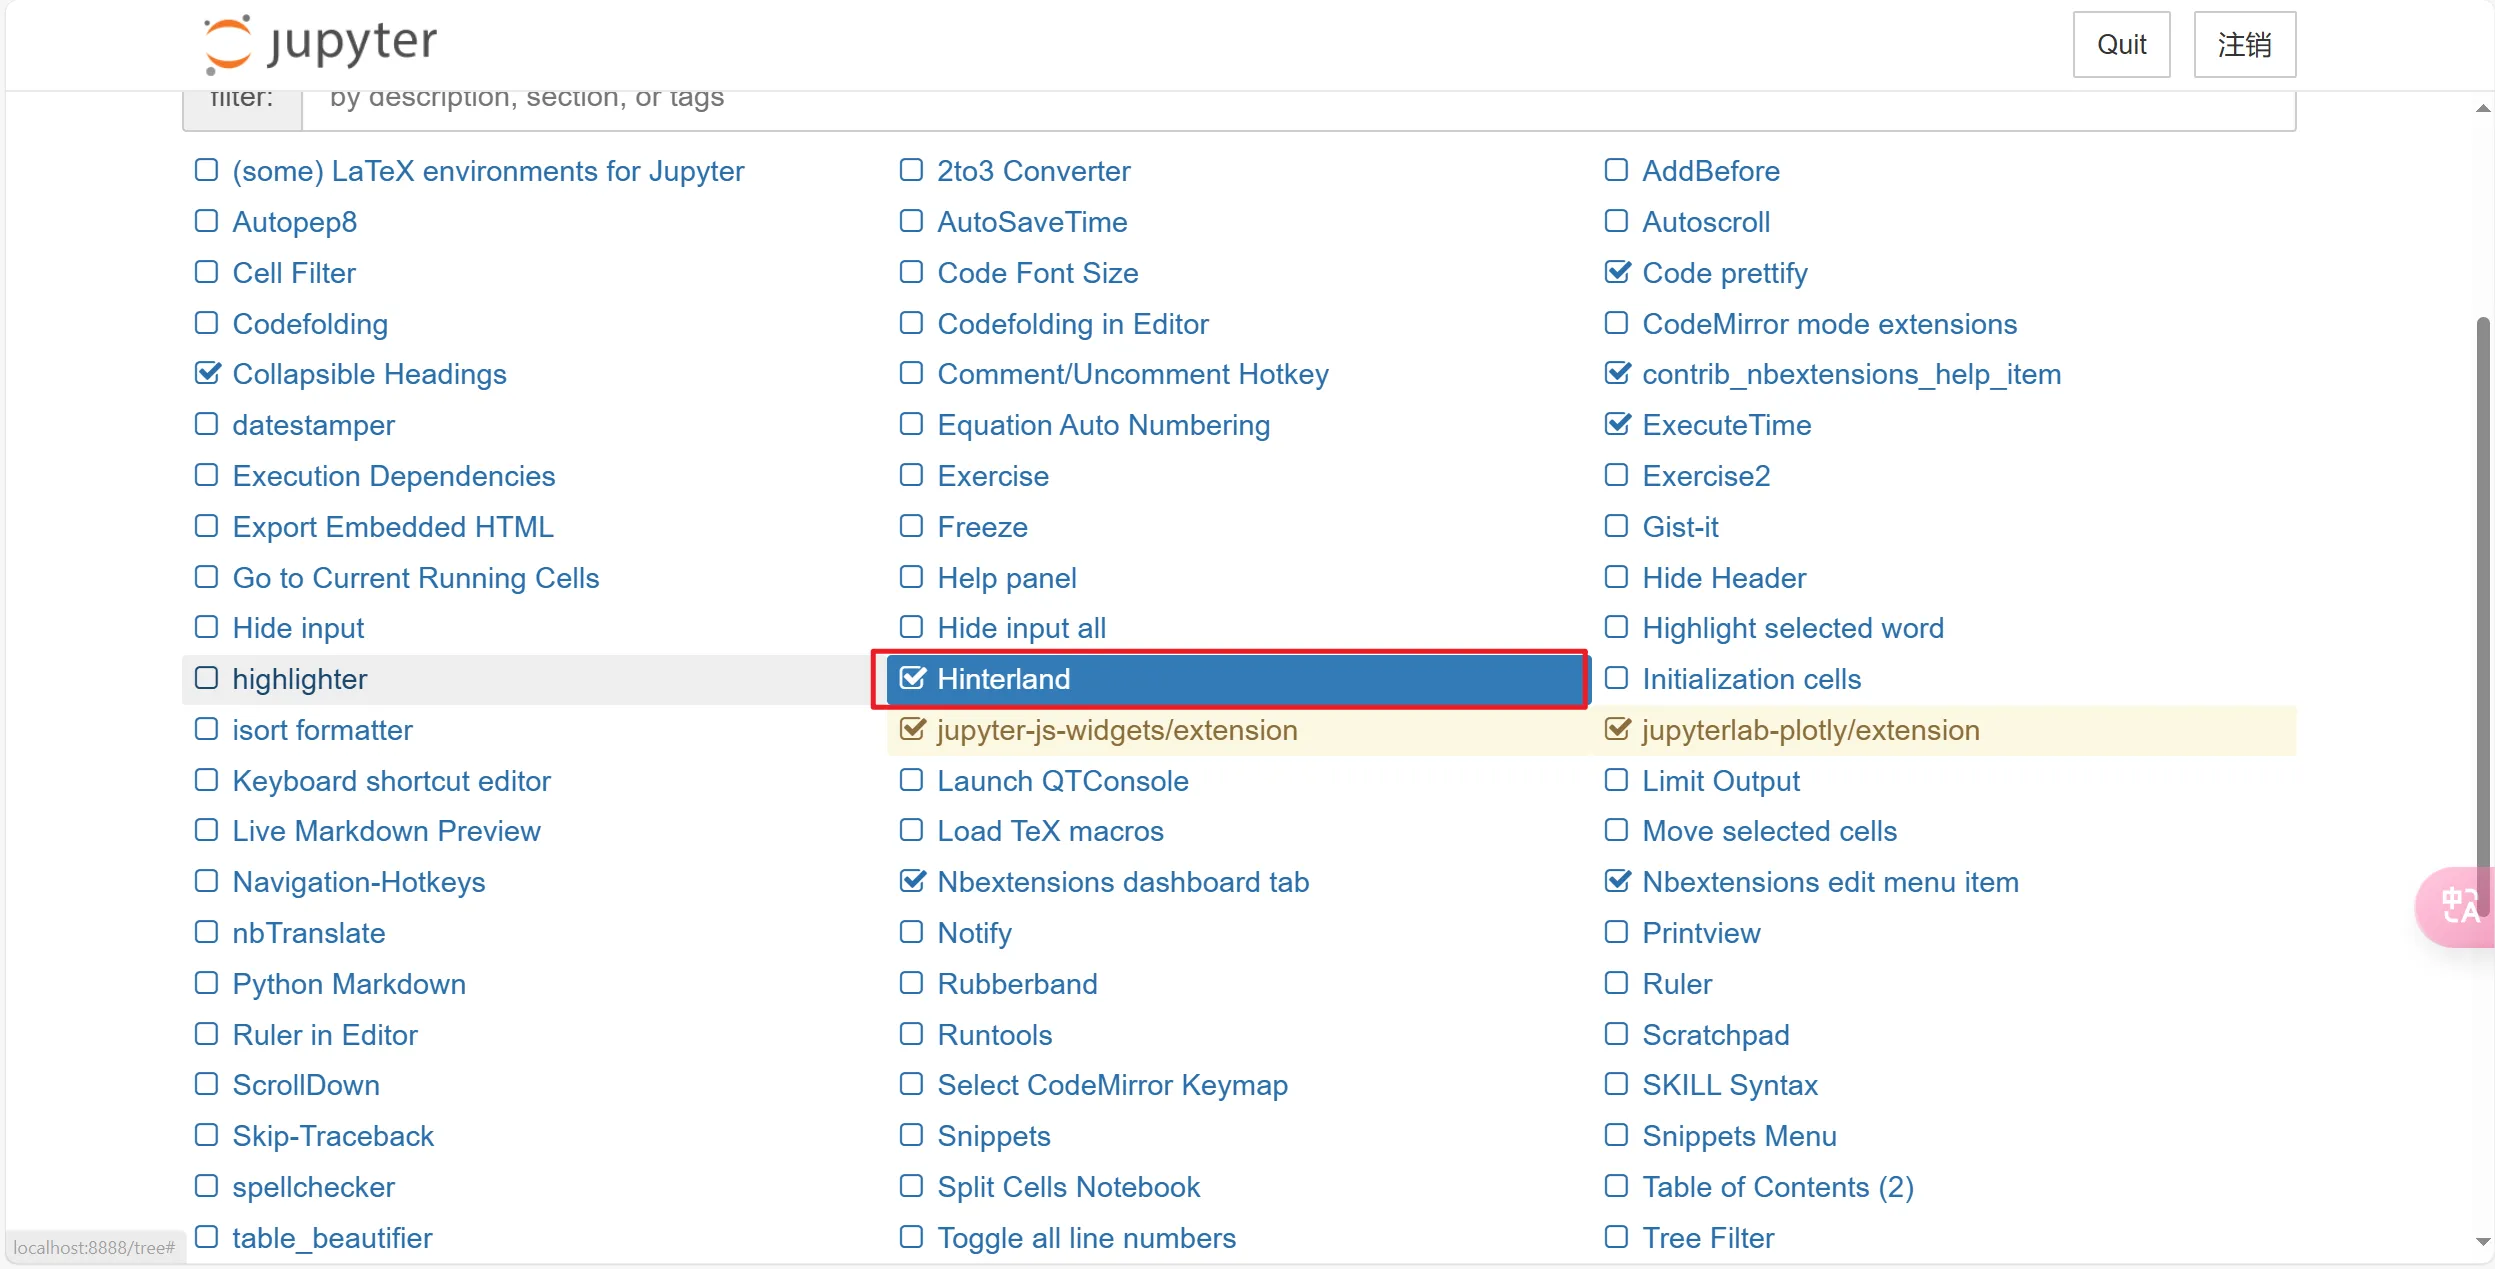 jupyter
Quit
注销
filter:
by description, section, or tags
(some) LaTeX environments for Jupyter
2to3 Converter
AddBefore
Autopep8
AutoSaveTime
Autoscroll
Cell Filter
Code Font Size
Code prettify
Codefolding
Codefolding in Editor
CodeMirror mode extensions
Collapsible Headings
Comment/Uncomment Hotkey
contrib_nbextensions_help_item
datestamper
Equation Auto Numbering
ExecuteTime
Execution Dependencies
Exercise
Exercise2
Export Embedded HTML
Freeze
Gist-it
Go to Current Running Cells
Help panel
Hide Header
Hide input
Hide input all
Highlight selected word
highlighter
Hinterland
Initialization cells
isort formatter
jupyter-js-widgets/extension
jupyterlab-plotly/extension
Keyboard shortcut editor
Launch QTConsole
Limit Output
Live Markdown Preview
Load TeX macros
Move selected cells
Navigation-Hotkeys
Nbextensions dashboard tab
Nbextensions edit menu item
nbTranslate
Notify
Printview
Python Markdown
Rubberband
Ruler
Ruler in Editor
Runtools
Scratchpad
ScrollDown
Select CodeMirror Keymap
SKILL Syntax
Skip-Traceback
Snippets
Snippets Menu
spellchecker
Split Cells Notebook
Table of Contents (2)
table_beautifier
Toggle all line numbers
Tree Filter
localhost:8888/tree#
中A